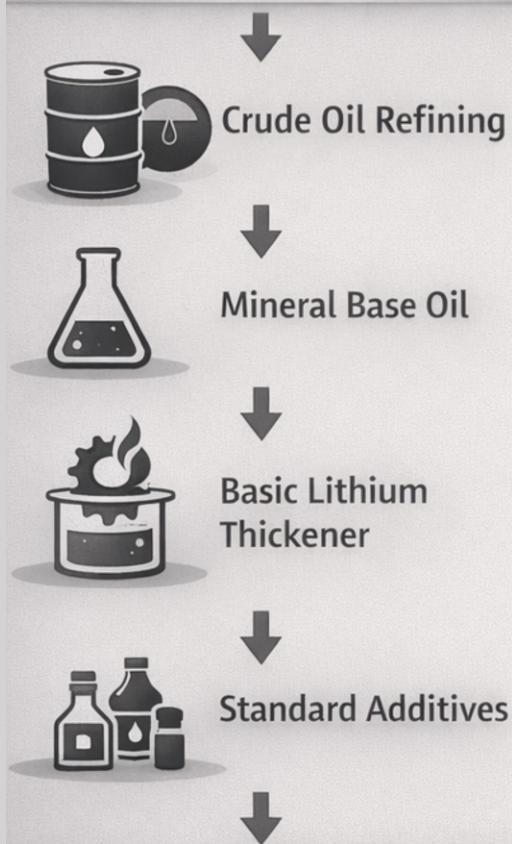 Crude Oil Refining
Mineral Base Oil
Basic Lithium
Thickener
Standard Additives